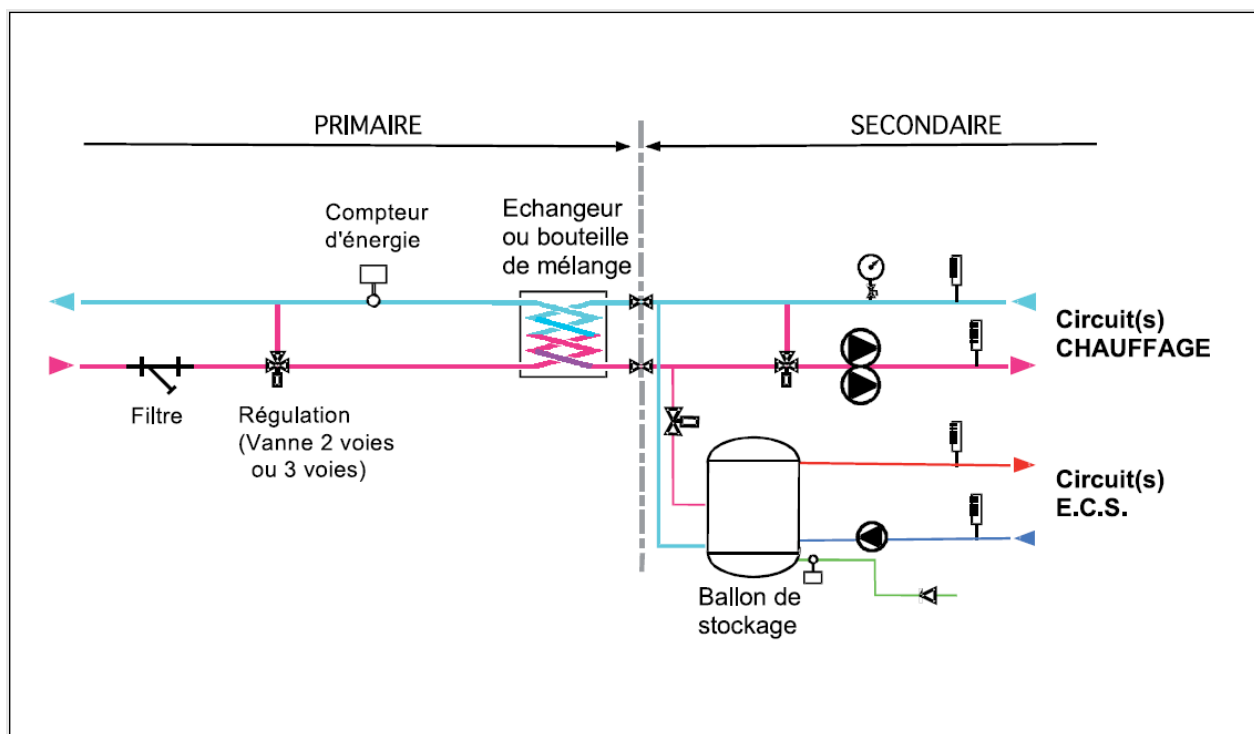 PRIMAIRE
SECONDAIRE
Compteur
d'énergie
Echangeur
ou bouteille
de mélange
Circuit(s)
CHAUFFAGE
Filtre
Régulation
(Vanne 2 voies
ou 3 voies)
Circuit(s)
E.C.S.
Ballon de
stockage